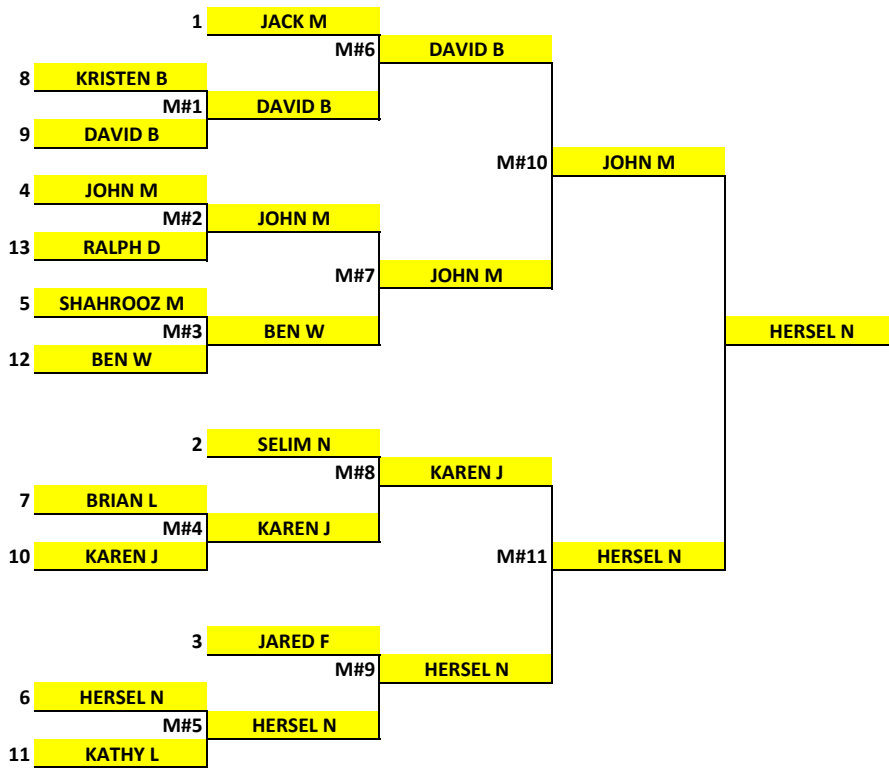 1 JACK M
M#6 DAVID B
8 KRISTEN B
M#1 DAVID B
9 DAVID B
M#10 JOHN M
4 JOHN M
M#2 JOHN M
13 RALPH D
M#7 JOHN M
5 SHAHROOZ M
M#3 BEN W HERSEL N
12 BEN W
2 SELIM N
M#8 KAREN J
7 BRIAN L
M#4 KAREN J
10 KAREN J M#11 HERSEL N
3 JARED F
M#9 HERSEL N
6 HERSEL N
M#5 HERSEL N
11 KATHY L